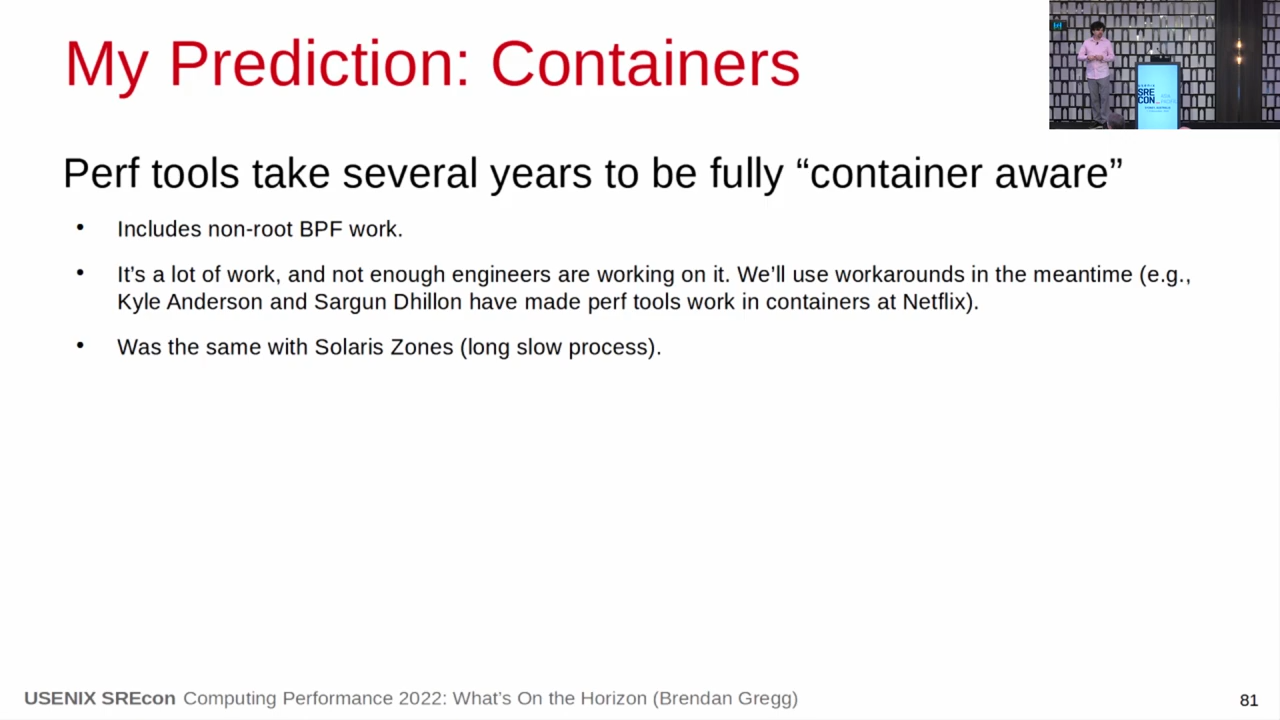 My Prediction: Containers
USENIX
SRE
CON
Perf tools take several years to be fully “container aware”
• Includes non-root BPF work.
• It’s a lot of work, and not enough engineers are working on it. We’ll use workarounds in the meantime (e.g.,
Kyle Anderson and Sargun Dhillon have made perf tools work in containers at Netflix).
• Was the same with Solaris Zones (long slow process).
USENIX SREcon Computing Performance 2022: What’s On the Horizon (Brendan Gregg)
81